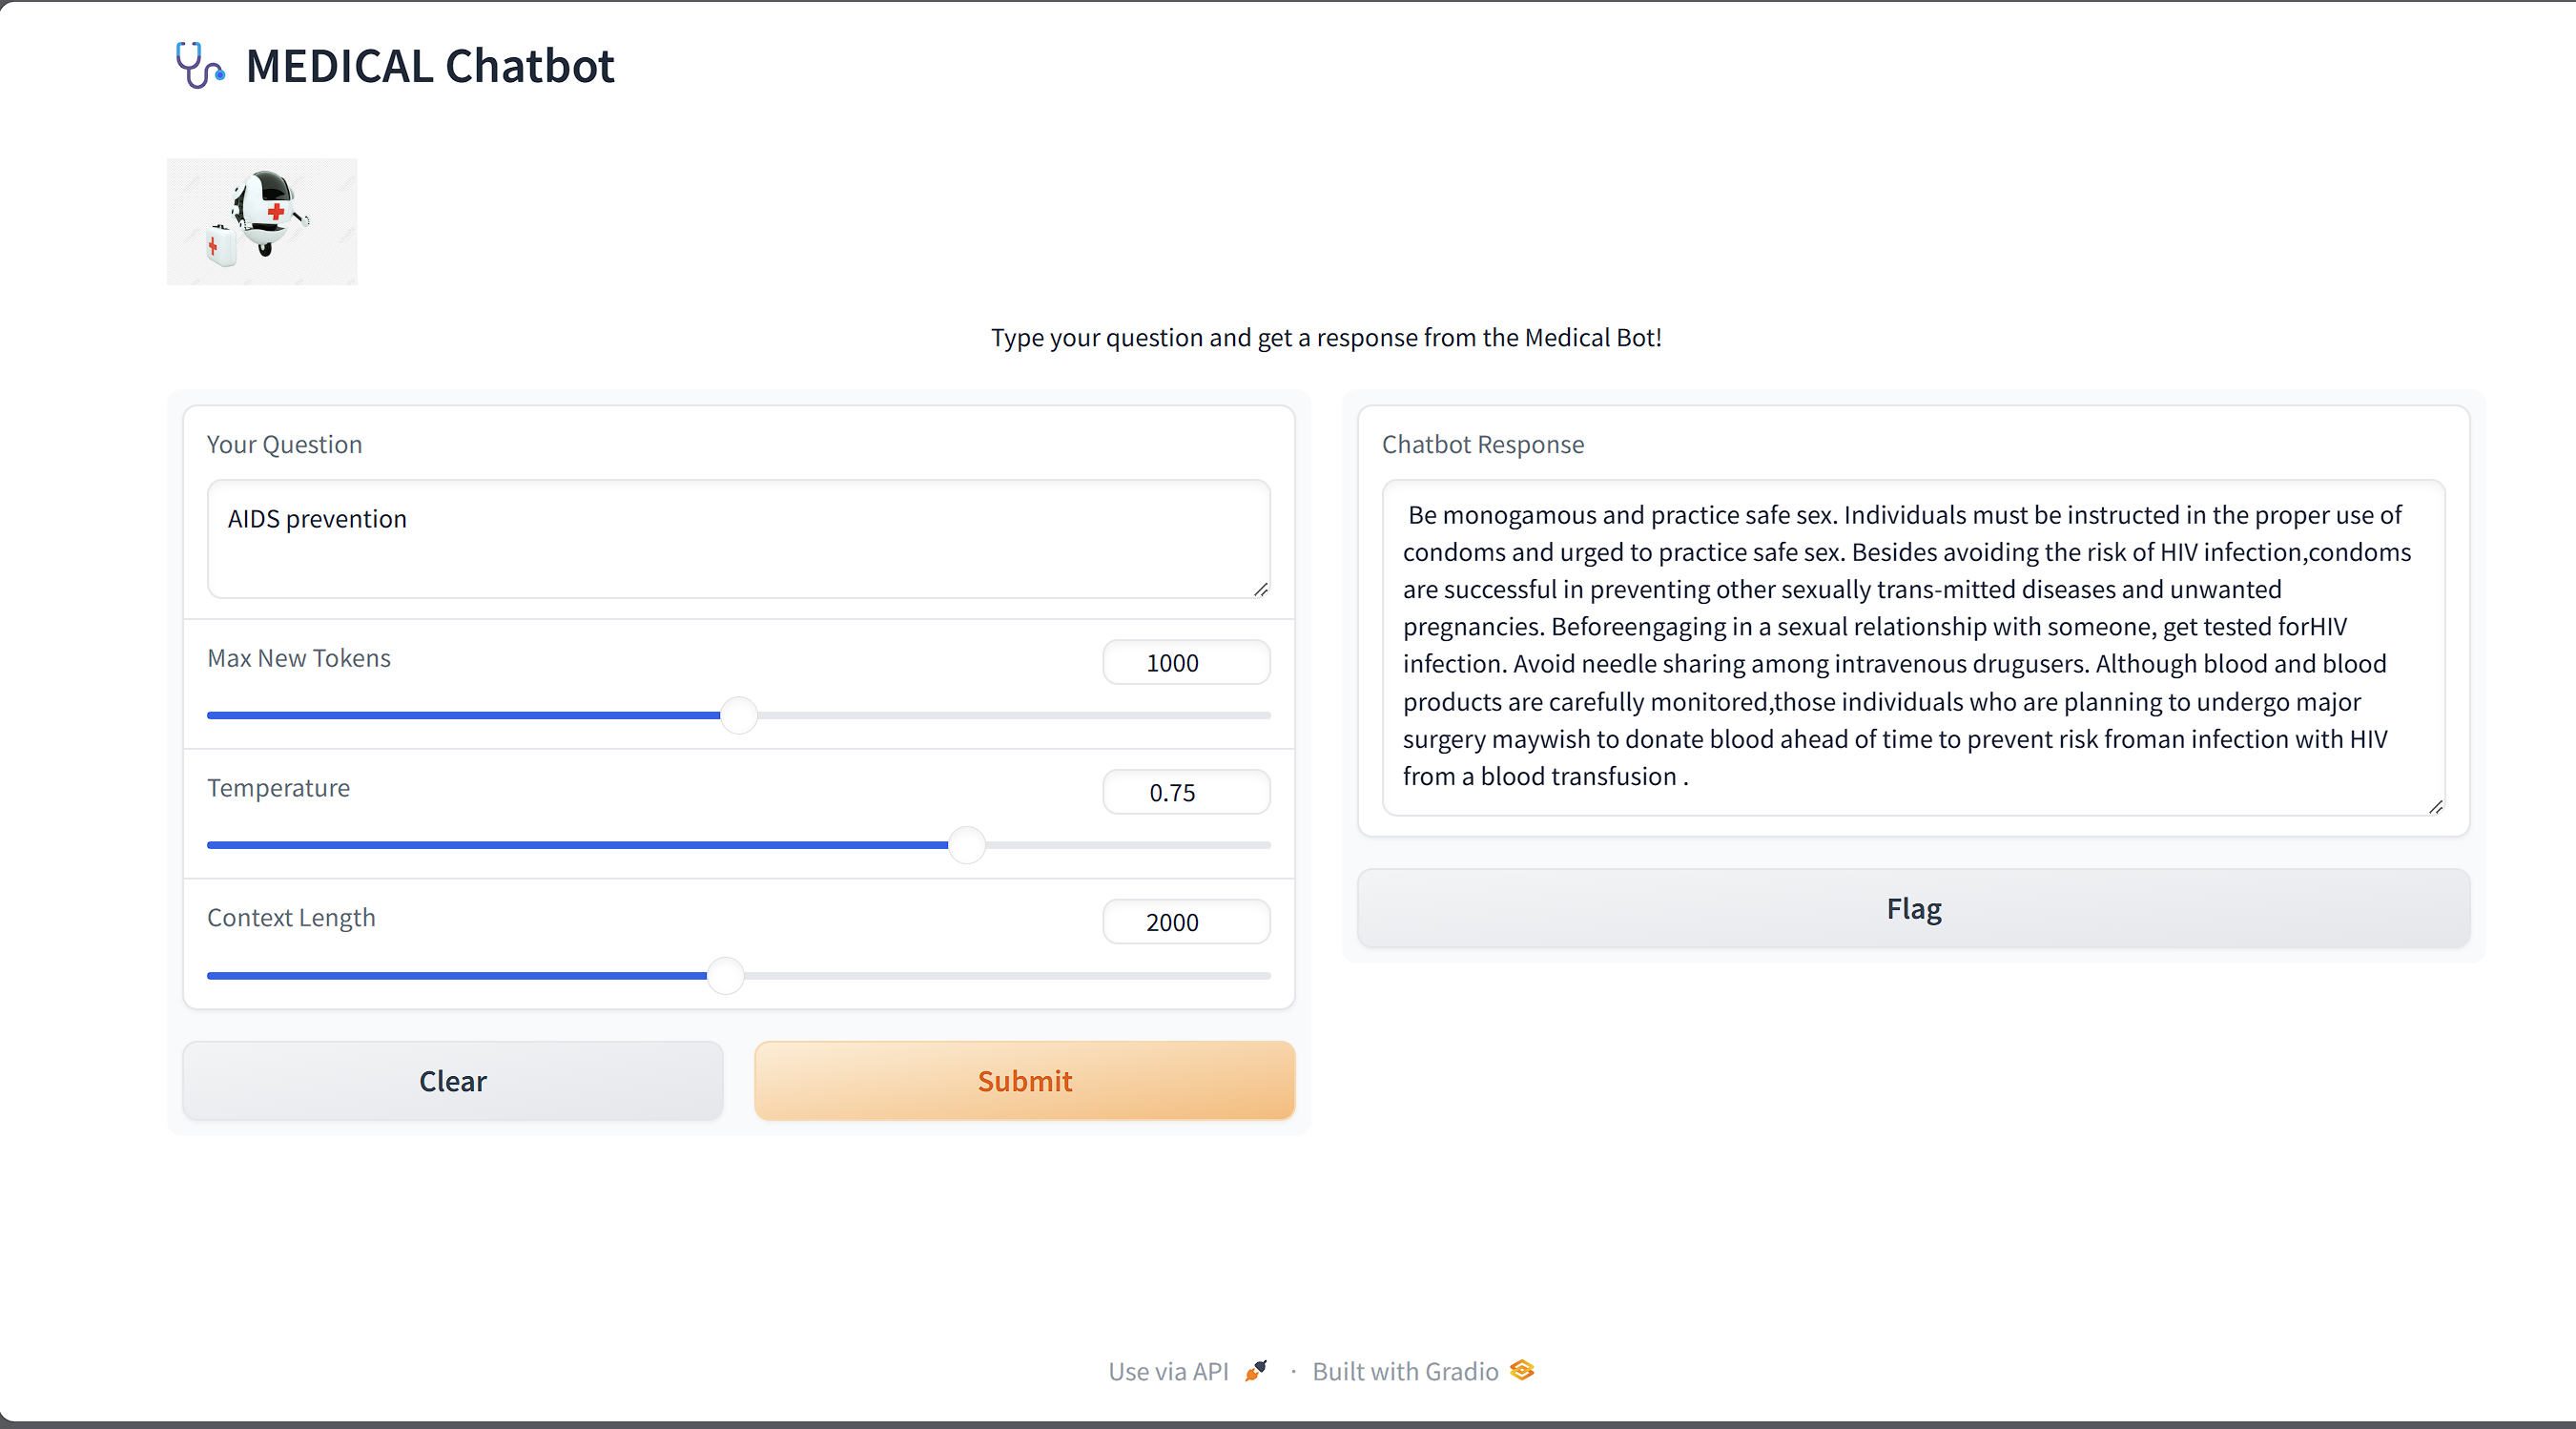 MEDICAL Chatbot
Type your question and get a response from the Medical Bot!
Your Question
AIDS prevention
Max New Tokens
1000
Temperature
0.75
Context Length
2000
Clear
Submit
Chatbot Response
Be monogamous and practice safe sex. Individuals must be instructed in the proper use of
condoms and urged to practice safe sex. Besides avoiding the risk of HIV infection,condoms
are successful in preventing other sexually trans-mitted diseases and unwanted
pregnancies. Beforeengaging in a sexual relationship with someone, get tested forHIV
infection. Avoid needle sharing among intravenous drugusers. Although blood and blood
products are carefully monitored,those individuals who are planning to undergo major
surgery maywish to donate blood ahead of time to prevent risk froman infection with HIV
from a blood transfusion .
Flag
Use via API · Built with Gradio